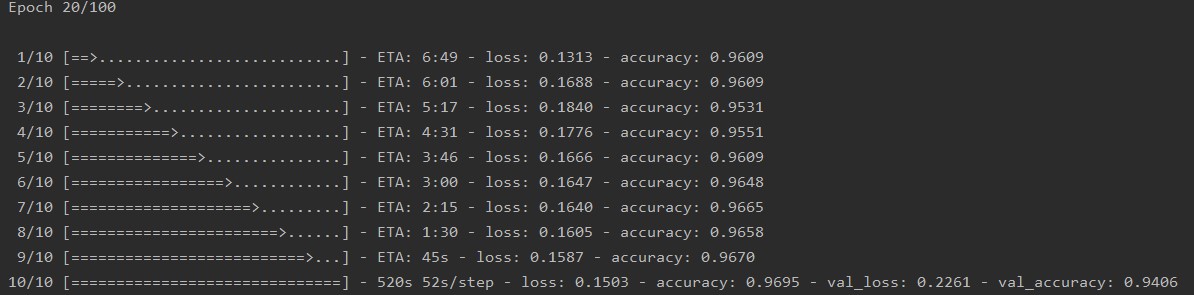 Epoch 20/100
1/10 [==>...........................] - ETA: 6:49 - loss: 0.1313 - accuracy: 0.9609
2/10 [=====>........................] - ETA: 6:01 - loss: 0.1688 - accuracy: 0.9609
3/10 [========>.....................] - ETA: 5:17 - loss: 0.1840 - accuracy: 0.9531
4/10 [===========>..................] - ETA: 4:31 - loss: 0.1776 - accuracy: 0.9551
5/10 [==============>...............] - ETA: 3:46 - loss: 0.1666 - accuracy: 0.9609
6/10 [=================>............] - ETA: 3:00 - loss: 0.1647 - accuracy: 0.9648
7/10 [====================>.........] - ETA: 2:15 - loss: 0.1640 - accuracy: 0.9665
8/10 [=======================>......] - ETA: 1:30 - loss: 0.1605 - accuracy: 0.9658
9/10 [==========================>...] - ETA: 45s - loss: 0.1587 - accuracy: 0.9670
10/10 [==============================] - 520s 52s/step - loss: 0.1503 - accuracy: 0.9695 - val_loss: 0.2261 - val_accuracy: 0.9406